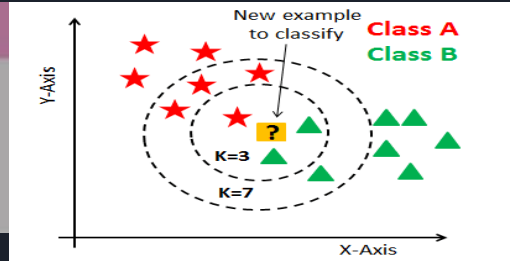 New example
to classify
Class A
Class B
Y-Axis
?
K=3
K=7
X-Axis